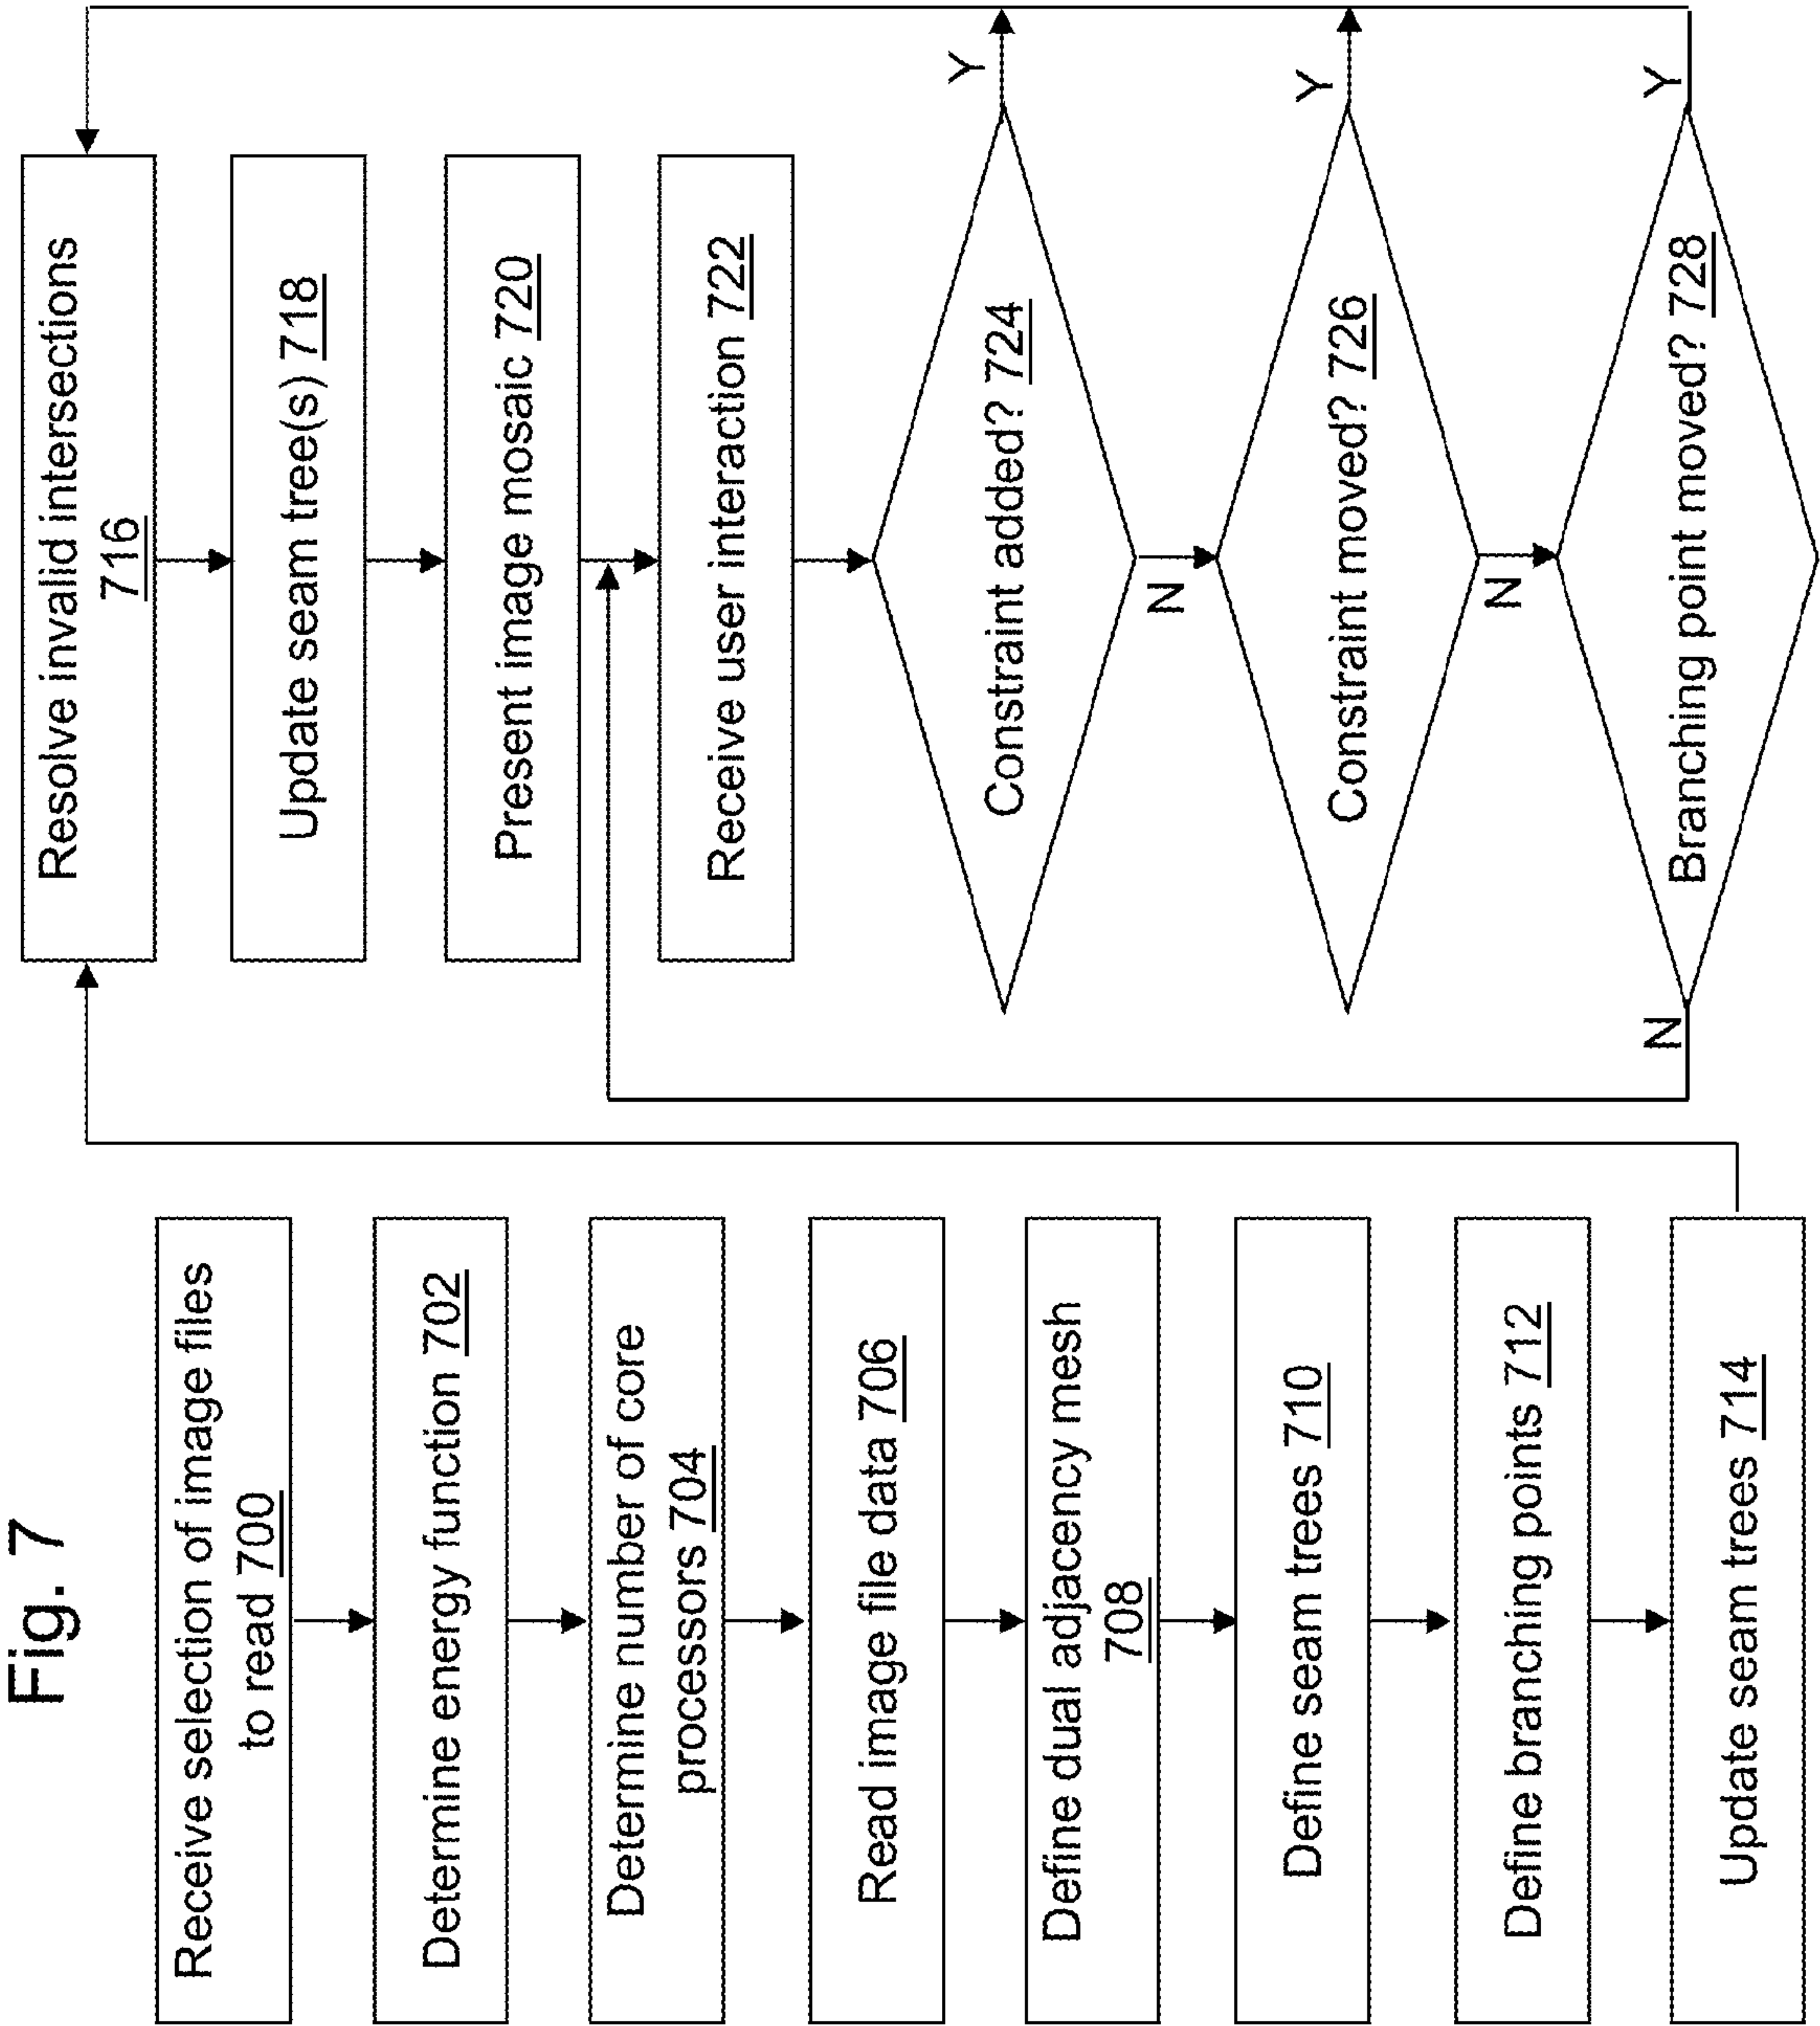 Fig. 7
Receive selection of image files
to read 700
Determine energy function 702
Determine number of core
processors 704
Read image file data 706
Define dual adjacency mesh
708
Define seam trees 710
Define branching points 712
Update seam trees 714
Resolve invalid intersections
716
Update seam tree(s) 718
Present image mosaic 720
Receive user interaction 722
Constraint added? 724
Y
N
Constraint moved? 726
Y
N
Branching point moved? 728
Y
N